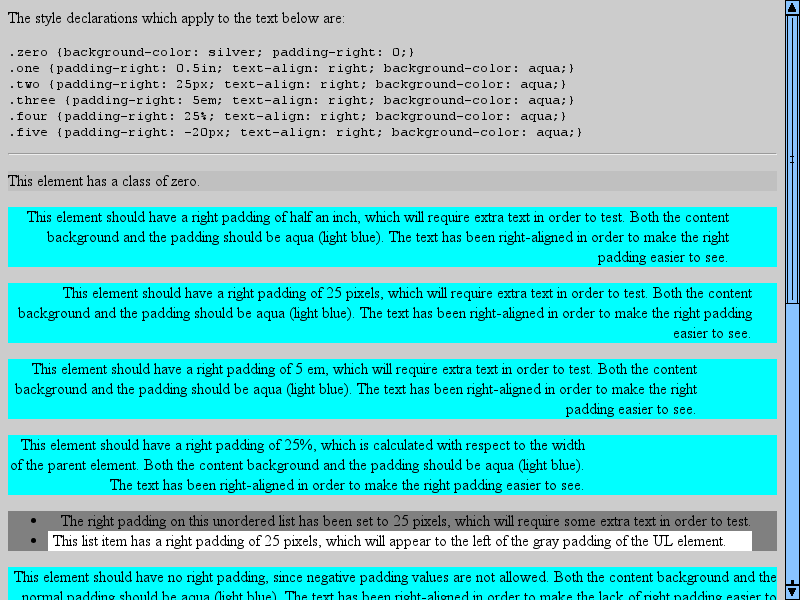 The style declarations which apply to the text below are:
.zero {background-color: silver; padding-right: 0;}
.one {padding-right: 0.5in; text-align: right; background-color: aqua;}
.two {padding-right: 25px; text-align: right; background-color: aqua;}
.three {padding-right: 5em; text-align: right; background-color: aqua;}
.four {padding-right: 25%; text-align: right; background-color: aqua;}
.five {padding-right: -20px; text-align: right; background-color: aqua;}
This element has a class of zero.
This element should have a right padding of half an inch, which will require extra text in order to test. Both the content
background and the padding should be aqua (light blue). The text has been right-aligned in order to make the right
padding easier to see.
This element should have a right padding of 25 pixels, which will require extra text in order to test. Both the content
background and the padding should be aqua (light blue). The text has been right-aligned in order to make the right padding
easier to see.
This element should have a right padding of 5 em, which will require extra text in order to test. Both the content
background and the padding should be aqua (light blue). The text has been right-aligned in order to make the right
padding easier to see.
This element should have a right padding of 25%, which is calculated with respect to the width
of the parent element. Both the content background and the padding should be aqua (light blue).
The text has been right-aligned in order to make the right padding easier to see.
• The right padding on this unordered list has been set to 25 pixels, which will require some extra text in order to test.
• This list item has a right padding of 25 pixels, which will appear to the left of the gray padding of the UL element.
This element should have no right padding, since negative padding values are not allowed. Both the content background and the
normal padding should be aqua (light blue). The text has been right-aligned in order to make the lack of right padding easier to